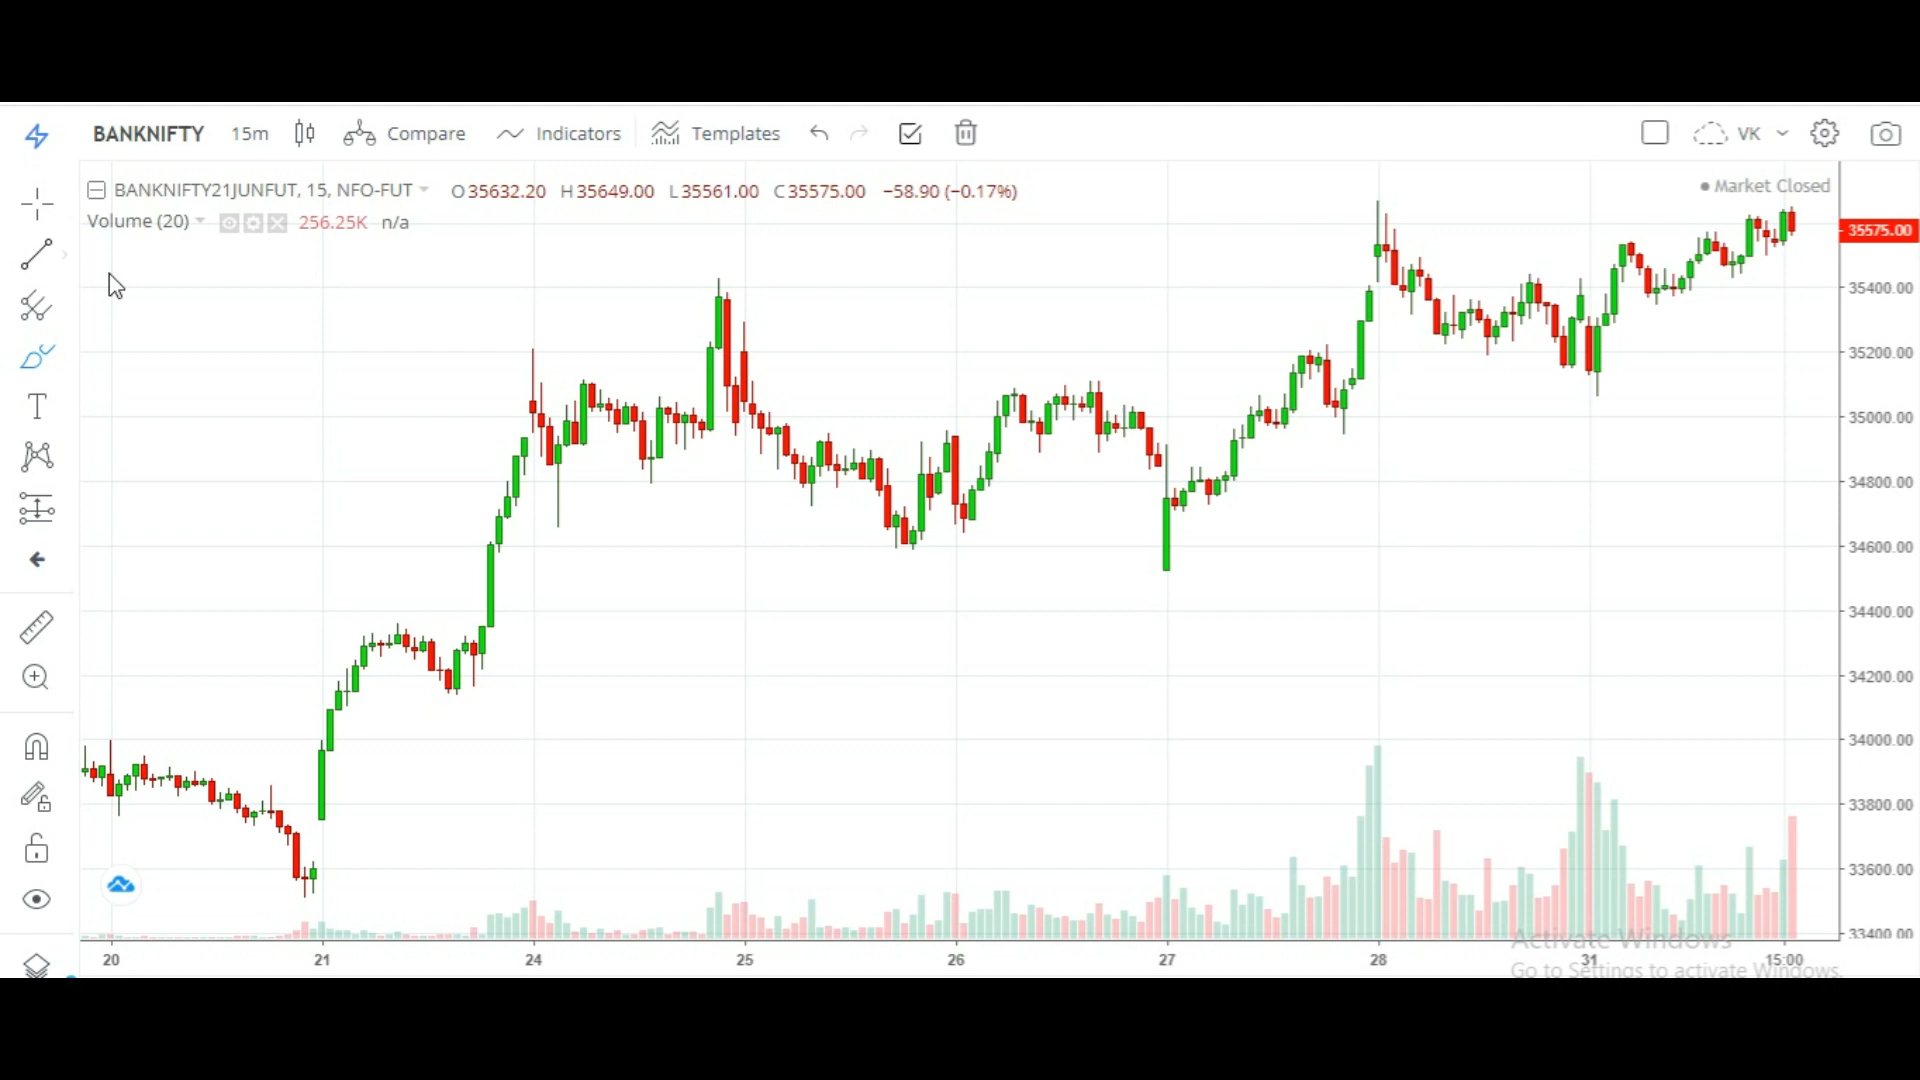 BANKNIFTY 15m Compare Indicators Templates VK
BANKNIFTY21JUNFUT, 15, NFO-FUT O35632.20 H35649.00 L35561.00 C35575.00 −58.90 (−0.17%)
Market Closed
Volume (20) 256.25K n/a
35575.00
35400.00
35200.00
35000.00
34800.00
34600.00
34400.00
34200.00
34000.00
33800.00
33600.00
33400.00
Activate Windows
20 21 24 25 26 27 28 31 15:00
Go to Settings to activate Windows.